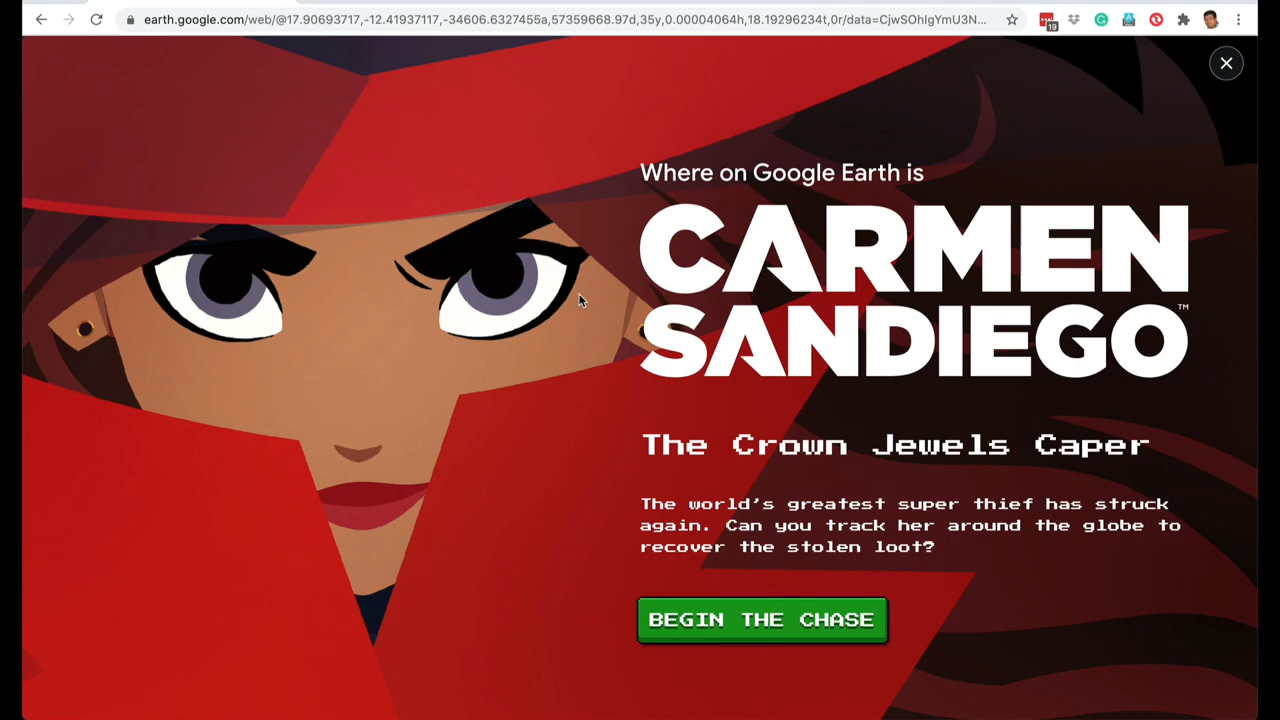 earth.google.com/web/@17.90693717,-12.41937117,-34606.6327455a,57359668.97d,35y,0.00004064h,18.19296234t,0r/data=CjwSOhIgYmU3N...
19
Where on Google Earth is
CARMEN
SANDIEGO™
The Crown Jewels Caper
The world's greatest super thief has struck
again. Can you track her around the globe to
recover the stolen loot?
BEGIN THE CHASE